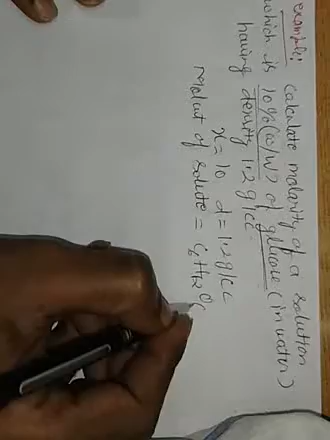 example: Calculate molarity of a solution
which is 10%(w/w) of glucose (in water)
having density 1.2 g/cc
x = 10 d = 1.2 g/cc
Molwt of solute = C6H12O6